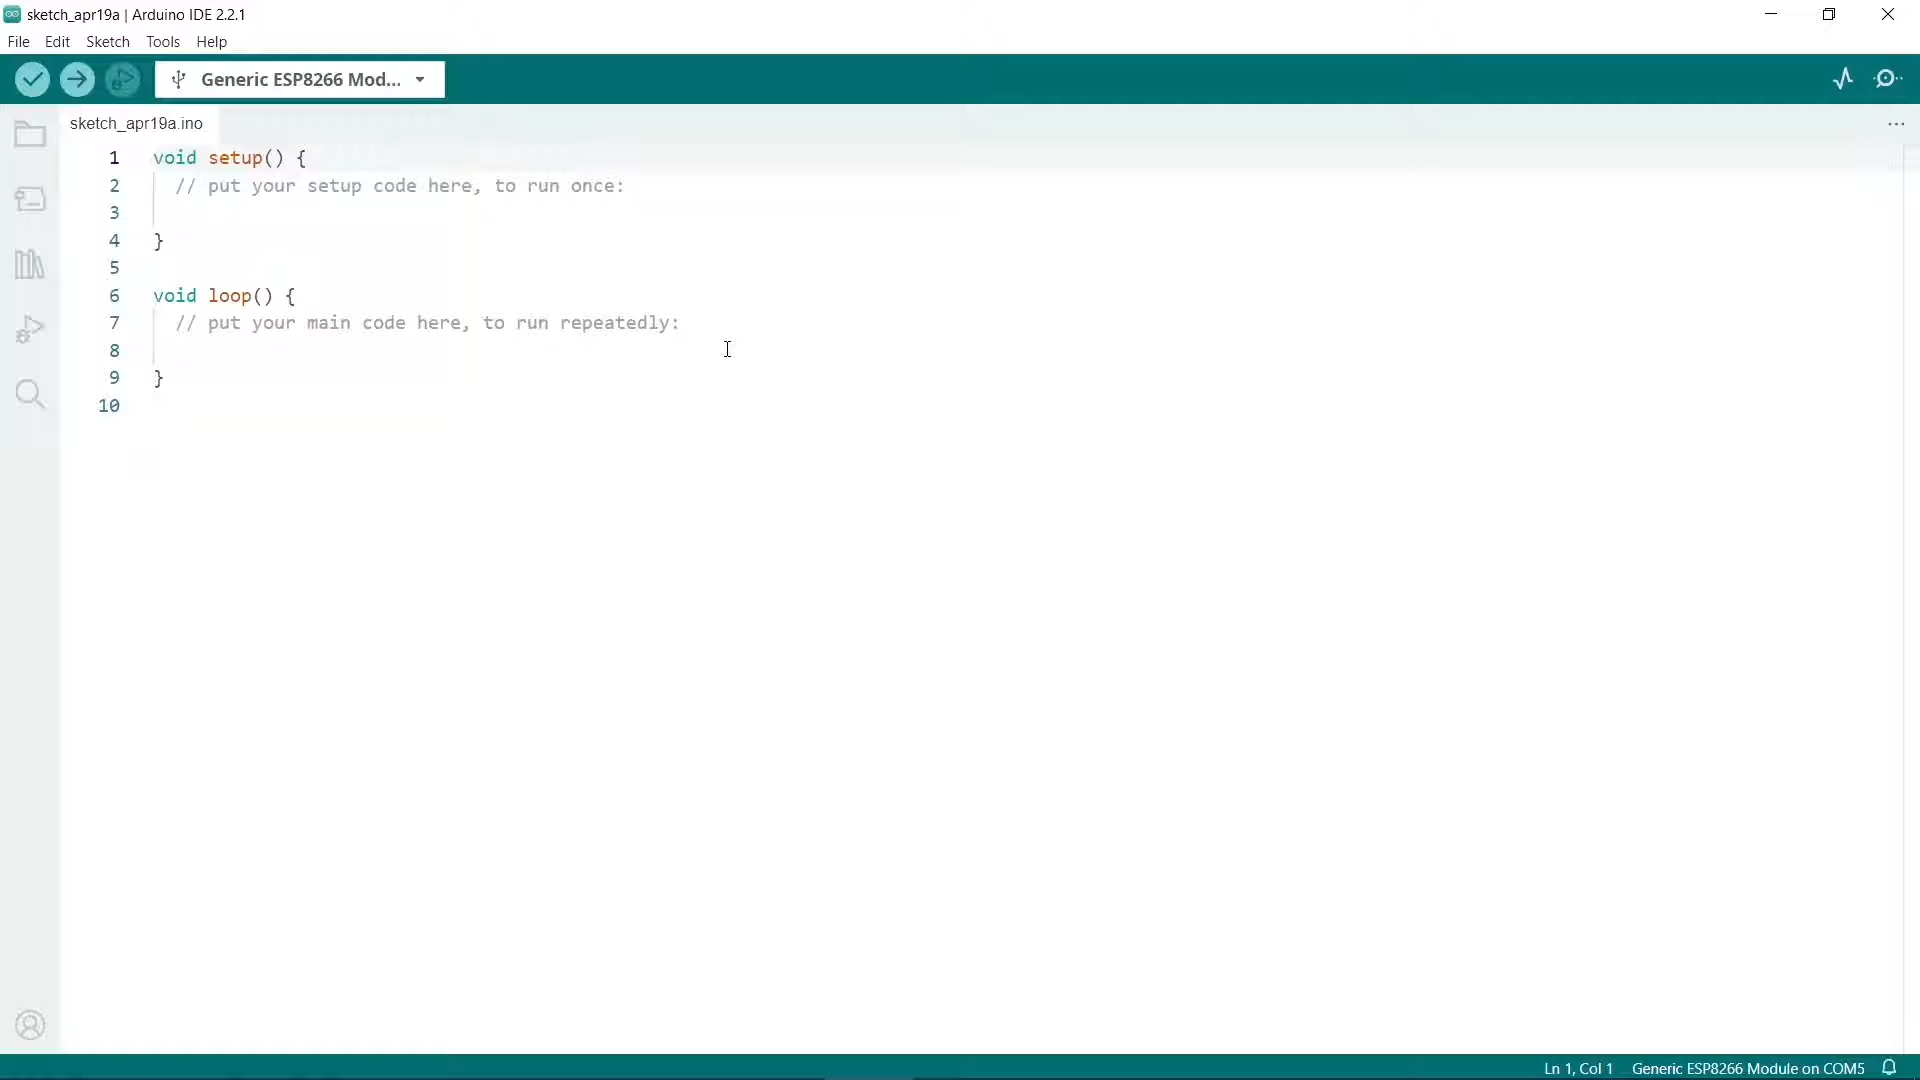 sketch_apr19a | Arduino IDE 2.2.1
File Edit Sketch Tools Help
Generic ESP8266 Mod...
sketch_apr19a.ino
1 void setup() {
2 // put your setup code here, to run once:
3
4 }
5
6 void loop() {
7 // put your main code here, to run repeatedly:
8
9 }
10
Ln 1, Col 1 Generic ESP8266 Module on COM5